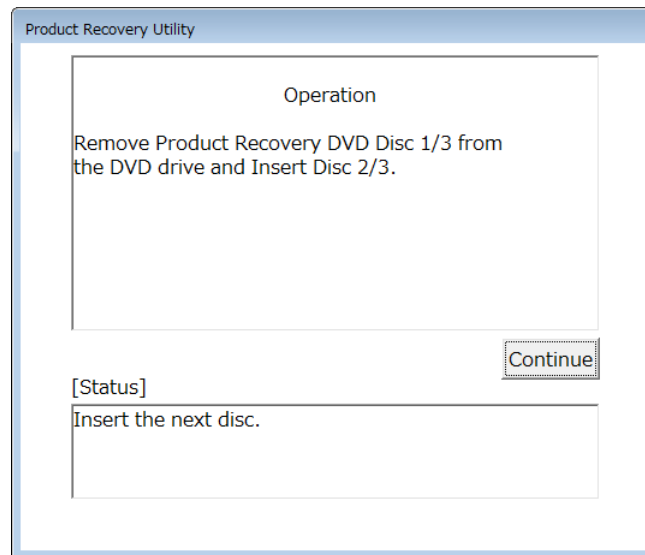 Product Recovery Utility
Operation
Remove Product Recovery DVD Disc 1/3 from
the DVD drive and Insert Disc 2/3.
Continue
[Status]
Insert the next disc.